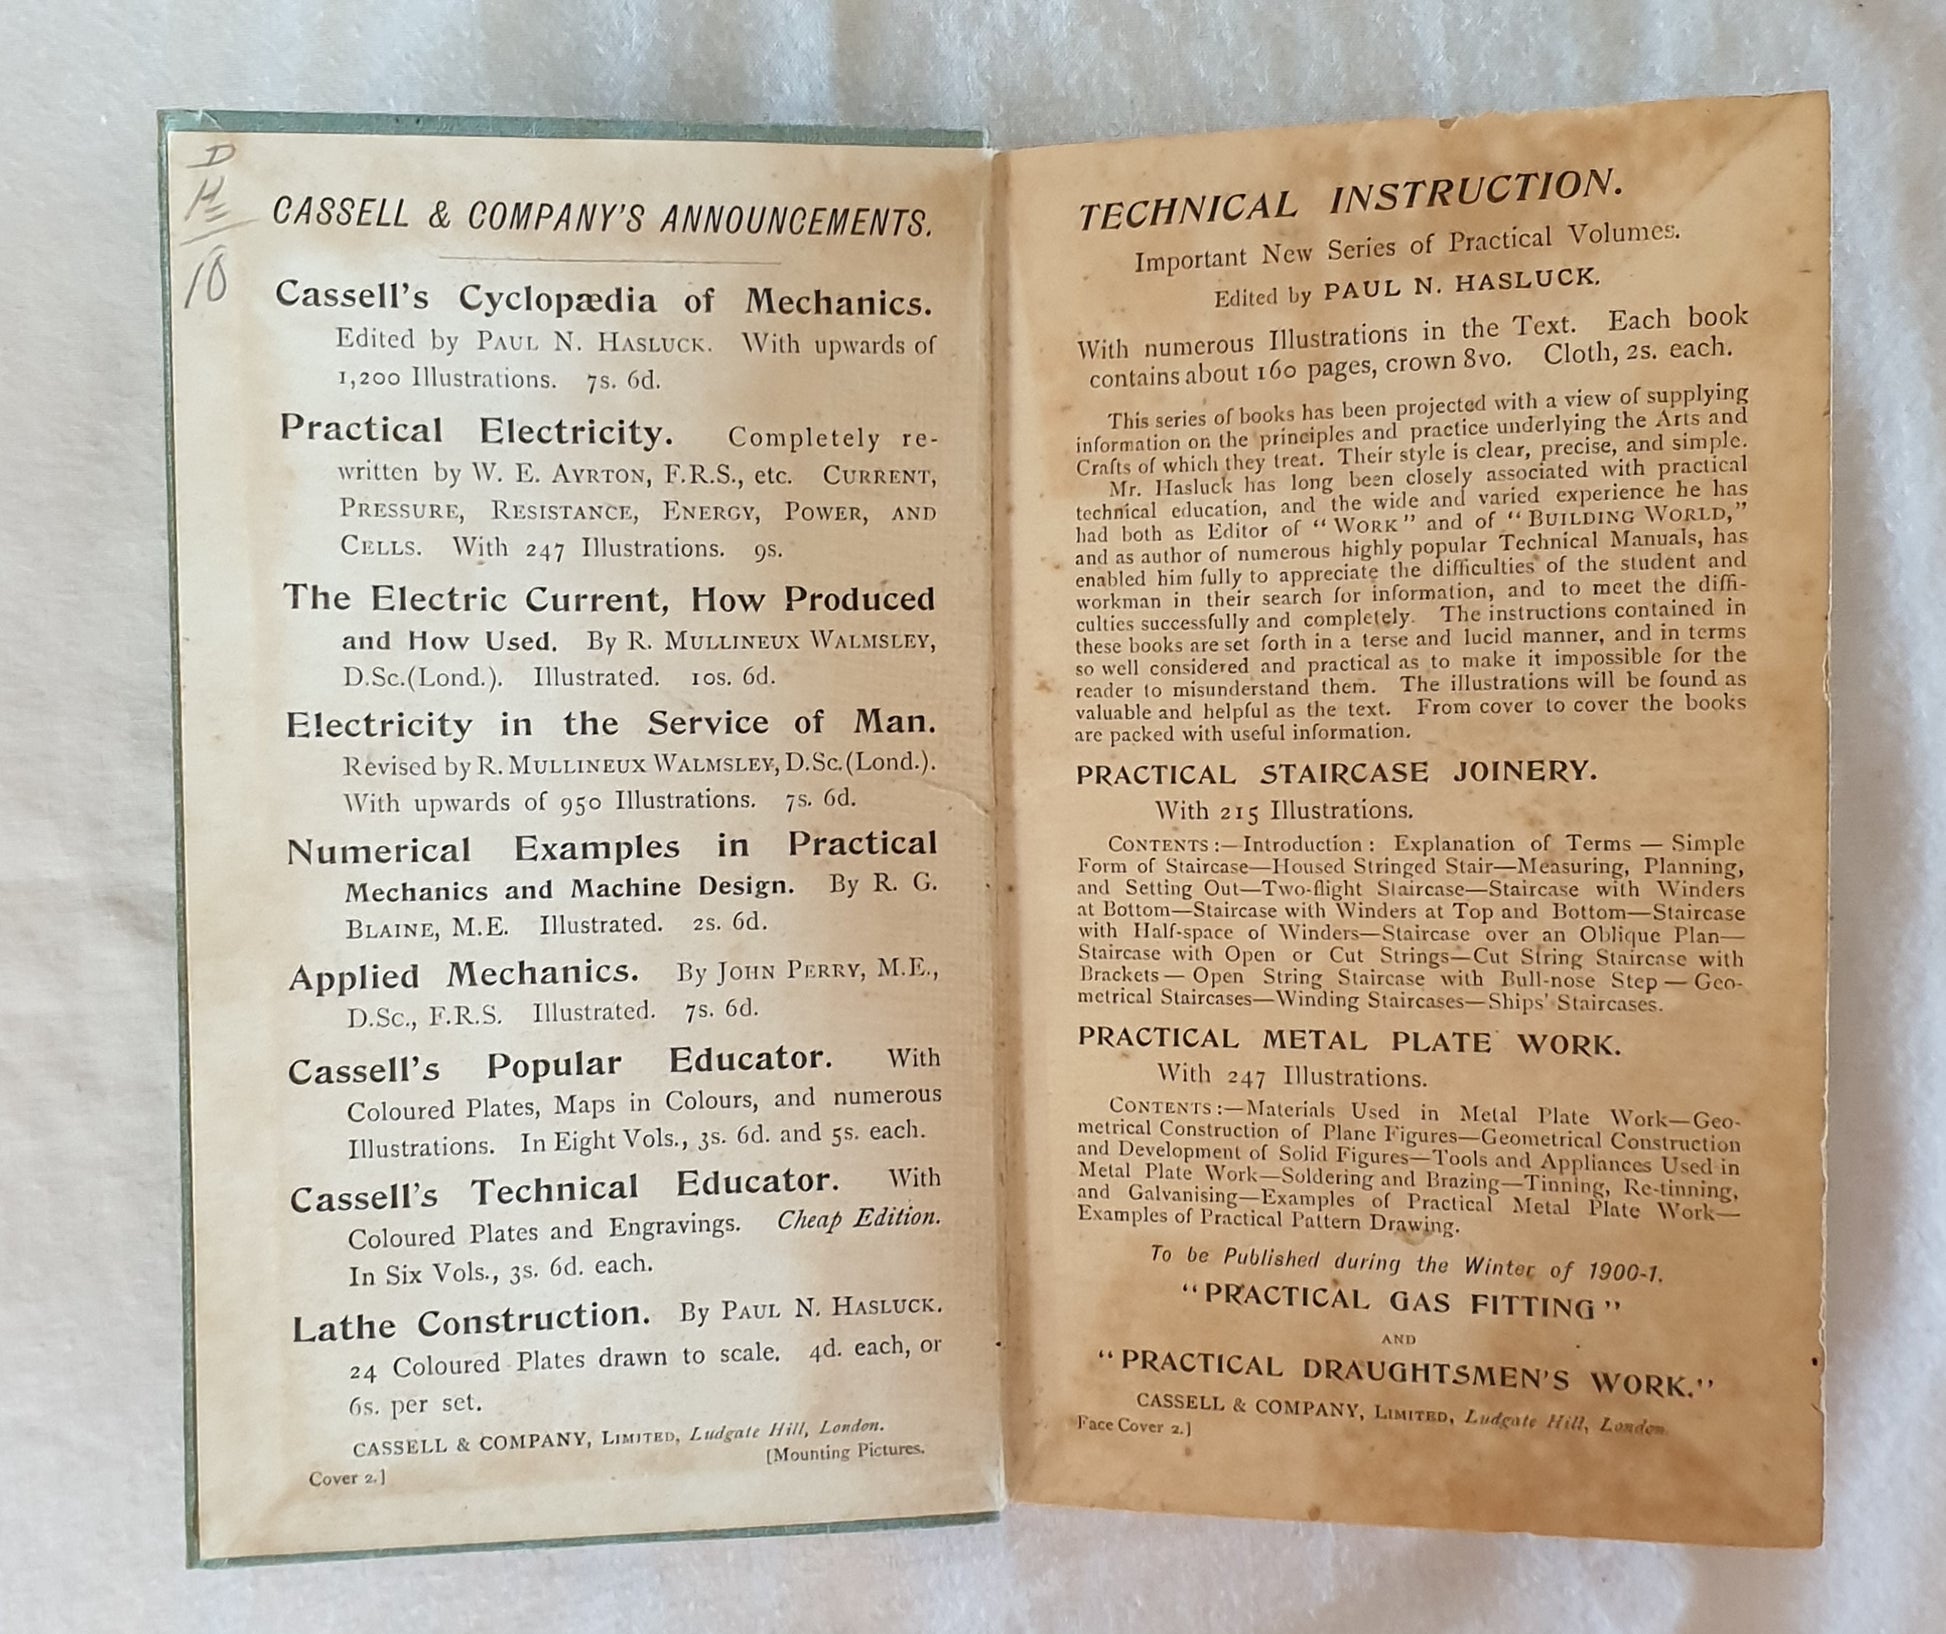 D
H
10
CASSELL & COMPANY'S ANNOUNCEMENTS.
Cassell's Cyclopædia of Mechanics.
Edited by PAUL N. HASLUCK. With upwards of
1,200 Illustrations. 7s. 6d.
Practical Electricity. Completely re-
written by W. E. AYRTON, F.R.S., etc. CURRENT,
PRESSURE, RESISTANCE, ENERGY, POWER, AND
CELLS. With 247 Illustrations. 9s.
The Electric Current, How Produced
and How Used. By R. MULLINEUX WALMSLEY,
D.Sc.(Lond.). Illustrated. 10s. 6d.
Electricity in the Service of Man.
Revised by R. MULLINEUX WALMSLEY, D.Sc.(Lond.).
With upwards of 950 Illustrations. 7s. 6d.
Numerical Examples in Practical
Mechanics and Machine Design. By R. G.
BLAINE, M.E. Illustrated. 2s. 6d.
Applied Mechanics. By JOHN PERRY, M.E.,
D.Sc., F.R.S. Illustrated. 7s. 6d.
Cassell's Popular Educator. With
Coloured Plates, Maps in Colours, and numerous
Illustrations. In Eight Vols., 3s. 6d. and 5s. each.
Cassell's Technical Educator. With
Coloured Plates and Engravings. Cheap Edition.
In Six Vols., 3s. 6d. each.
Lathe Construction. By PAUL N. HASLUCK.
24 Coloured Plates drawn to scale. 4d. each, or
6s. per set.
CASSELL & COMPANY, LIMITED, Ludgate Hill, London.
[Mounting Pictures.
Cover 2.]
TECHNICAL INSTRUCTION.
Important New Series of Practical Volumes.
Edited by PAUL N. HASLUCK.
With numerous Illustrations in the Text. Each book
contains about 160 pages, crown 8vo. Cloth, 2s. each.
This series of books has been projected with a view of supplying
information on the principles and practice underlying the Arts and
Crafts of which they treat. Their style is clear, precise, and simple.
Mr. Hasluck has long been closely associated with practical
technical education, and the wide and varied experience he has
had both as Editor of "WORK" and of "BUILDING WORLD,"
and as author of numerous highly popular Technical Manuals, has
enabled him fully to appreciate the difficulties of the student and
workman in their search for information, and to meet the diffi-
culties successfully and completely. The instructions contained in
these books are set forth in a terse and lucid manner, and in terms
so well considered and practical as to make it impossible for the
reader to misunderstand them. The illustrations will be found as
valuable and helpful as the text. From cover to cover the books
are packed with useful information.
PRACTICAL STAIRCASE JOINERY.
With 215 Illustrations.
CONTENTS:—Introduction: Explanation of Terms — Simple
Form of Staircase—Housed Stringed Stair—Measuring, Planning,
and Setting Out—Two-flight Staircase—Staircase with Winders
at Bottom—Staircase with Winders at Top and Bottom—Staircase
with Half-space of Winders—Staircase over an Oblique Plan—
Staircase with Open or Cut Strings—Cut String Staircase with
Brackets — Open String Staircase with Bull-nose Step — Geo-
metrical Staircases—Winding Staircases—Ships' Staircases.
PRACTICAL METAL PLATE WORK.
With 247 Illustrations.
CONTENTS:—Materials Used in Metal Plate Work—Geo-
metrical Construction of Plane Figures—Geometrical Construction
and Development of Solid Figures—Tools and Appliances Used in
Metal Plate Work—Soldering and Brazing—Tinning, Re-tinning,
and Galvanising—Examples of Practical Metal Plate Work—
Examples of Practical Pattern Drawing.
To be Published during the Winter of 1900-1.
"PRACTICAL GAS FITTING"
AND
"PRACTICAL DRAUGHTSMEN'S WORK."
CASSELL & COMPANY, LIMITED, Ludgate Hill, London.
Face Cover 2.]